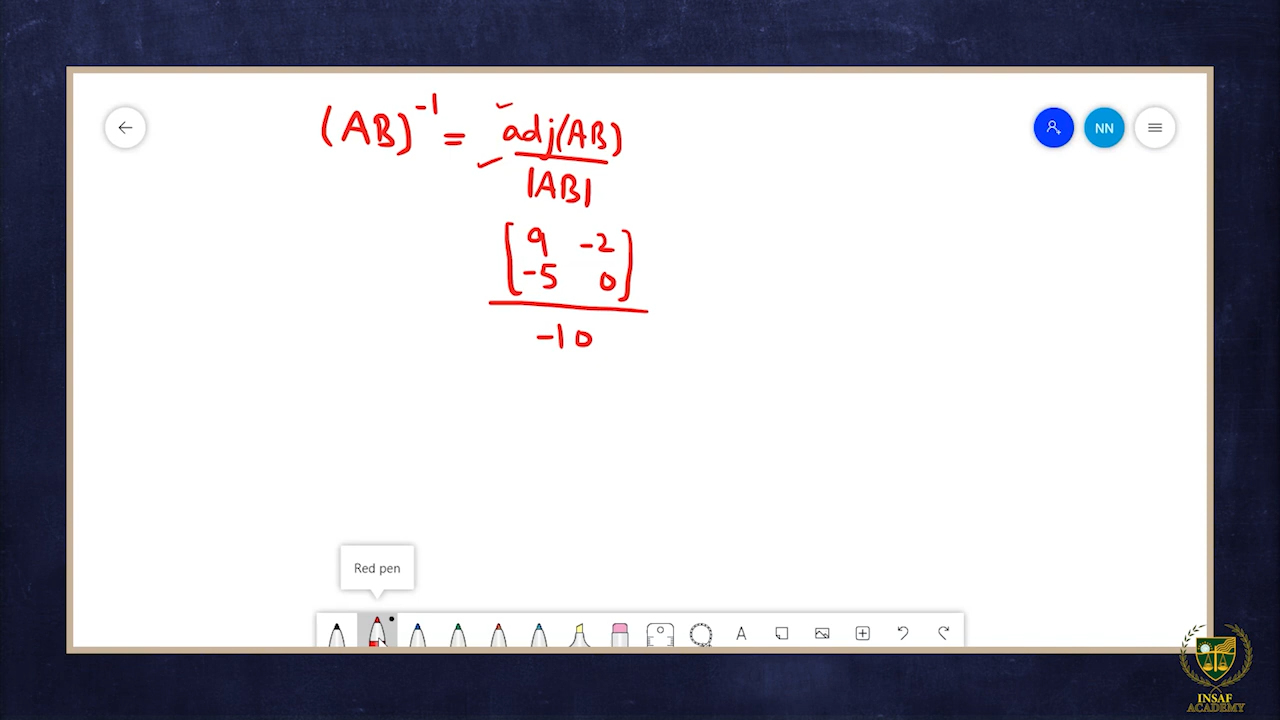 (AB)⁻¹ = adj(AB)
|AB|
NN
[9 -2
-5 0]
-10
Red pen
A
INSAF
ACADEMY